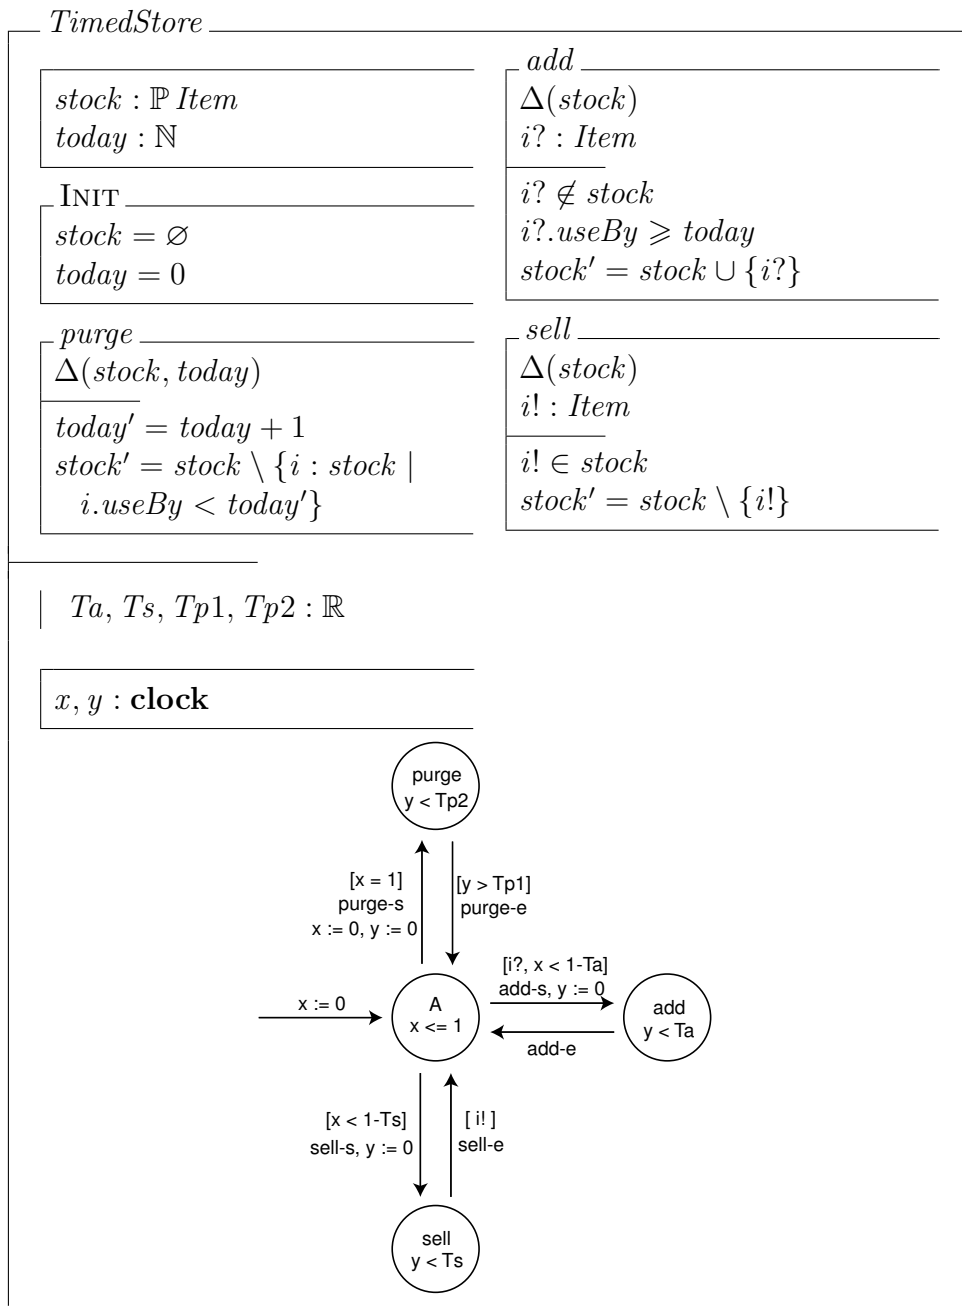 TimedStore
stock : ℙ Item
today : ℕ
INIT
stock = ∅
today = 0
purge
Δ(stock, today)
today′ = today + 1
stock′ = stock \ {i : stock |
i.useBy < today′}
add
Δ(stock)
i? : Item
i? ∉ stock
i?.useBy ⩾ today
stock′ = stock ∪ {i?}
sell
Δ(stock)
i! : Item
i! ∈ stock
stock′ = stock \ {i!}
Ta, Ts, Tp1, Tp2 : ℝ
x, y : clock
purge
y < Tp2
[x = 1]
purge-s
x := 0, y := 0
[y > Tp1]
purge-e
x := 0
A
x <= 1
[i?, x < 1-Ta]
add-s, y := 0
add-e
add
y < Ta
[x < 1-Ts]
sell-s, y := 0
[ i! ]
sell-e
sell
y < Ts